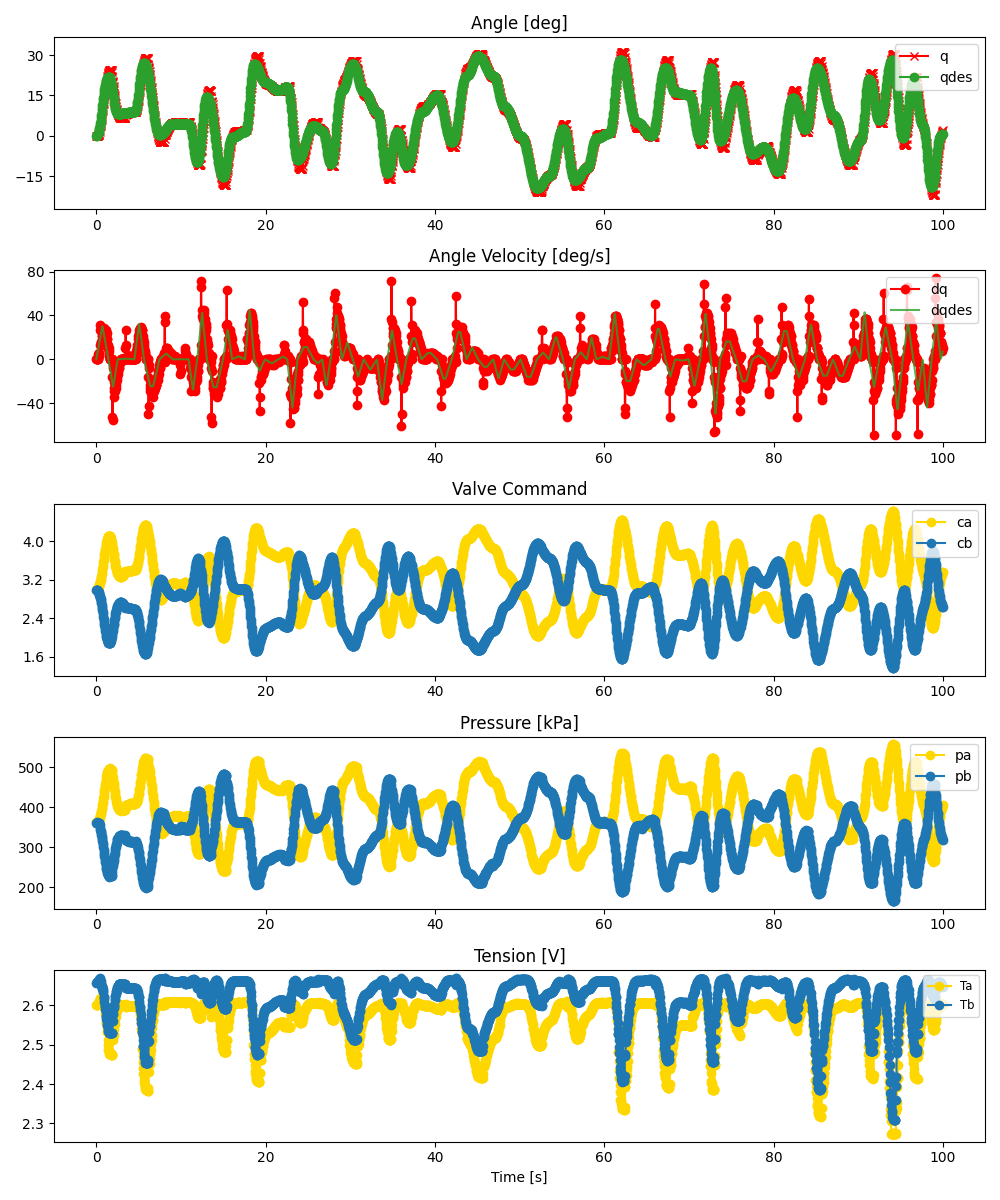 Angle [deg]
30
15
0
−15
q
qdes
0 20 40 60 80 100
Angle Velocity [deg/s]
80
40
0
−40
dq
dqdes
0 20 40 60 80 100
Valve Command
4.0
3.2
2.4
1.6
ca
cb
0 20 40 60 80 100
Pressure [kPa]
500
400
300
200
pa
pb
0 20 40 60 80 100
Tension [V]
2.6
2.5
2.4
2.3
Ta
Tb
0 20 40 60 80 100
Time [s]